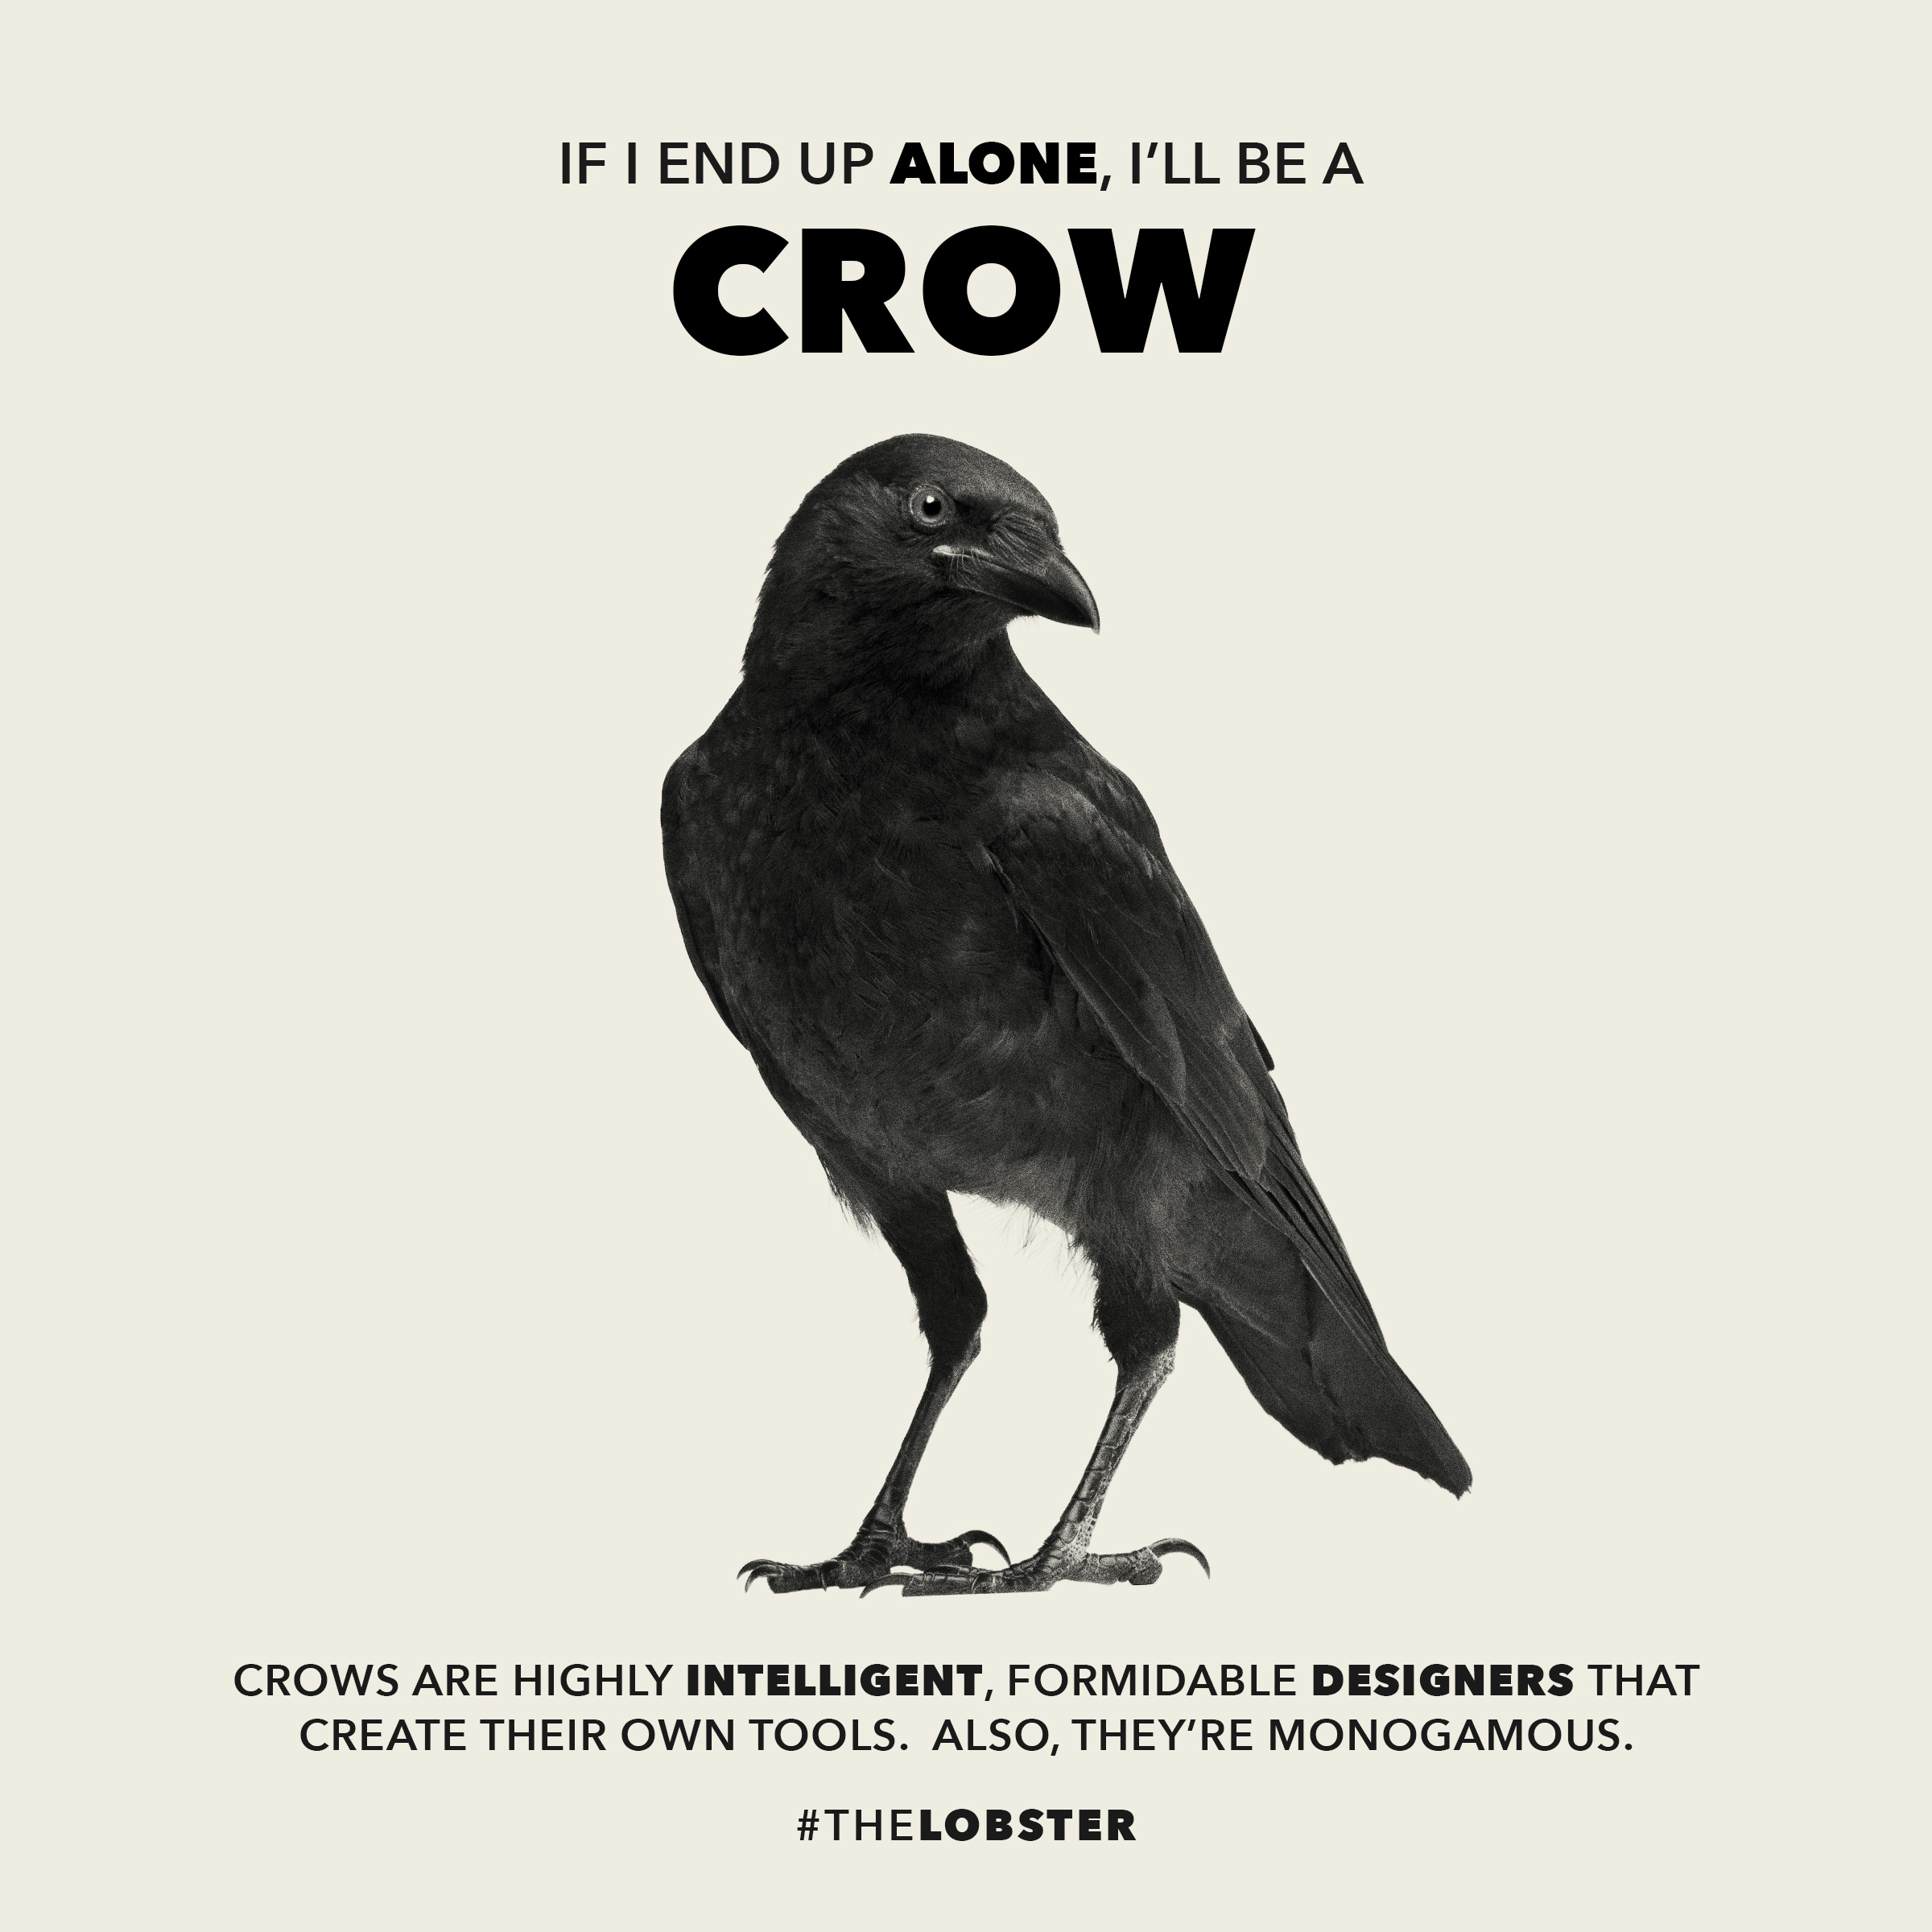 IF I END UP ALONE, I’LL BE A
CROW
CROWS ARE HIGHLY INTELLIGENT, FORMIDABLE DESIGNERS THAT
CREATE THEIR OWN TOOLS.  ALSO, THEY’RE MONOGAMOUS.
#THELOBSTER